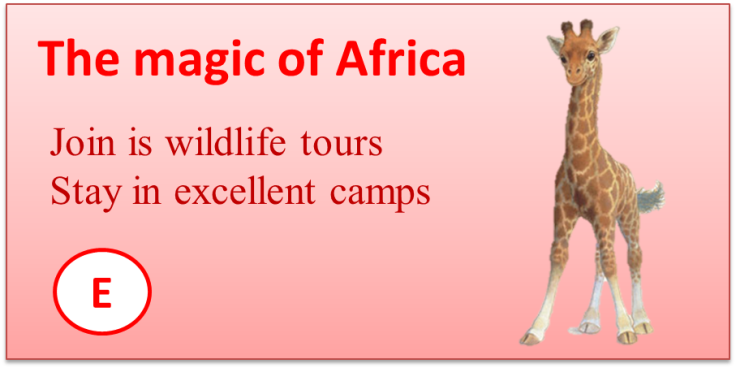 The magic of Africa
Join is wildlife tours
Stay in excellent camps
E